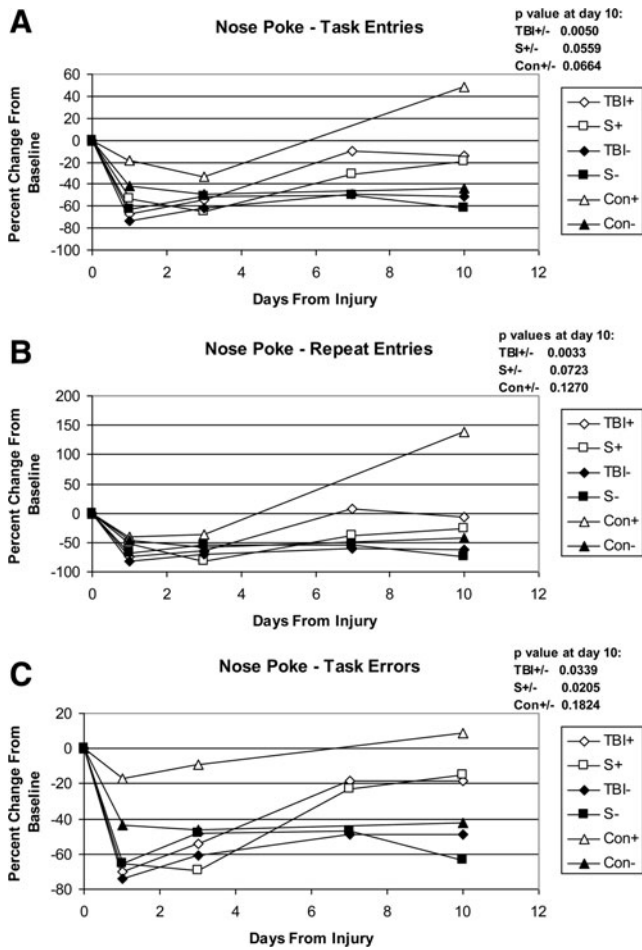 A
Nose Poke - Task Entries
p value at day 10:
TBI+/- 0.0050
S+/- 0.0559
Con+/- 0.0664
Percent Change From
Baseline
60
40
20
0
-20
-40
-60
-80
-100
0 2 4 6 8 10 12
Days From Injury
TBI+
S+
TBI-
S-
Con+
Con-
B
Nose Poke - Repeat Entries
p values at day 10:
TBI+/- 0.0033
S+/- 0.0723
Con+/- 0.1270
Percent Change From
Baseline
200
150
100
50
0
-50
-100
0 2 4 6 8 10 12
Days From Injury
TBI+
S+
TBI-
S-
Con+
Con-
C
Nose Poke - Task Errors
p value at day 10:
TBI+/- 0.0339
S+/- 0.0205
Con+/- 0.1824
Percent Change From
Baseline
20
0
-20
-40
-60
-80
0 2 4 6 8 10 12
Days From Injury
TBI+
S+
TBI-
S-
Con+
Con-